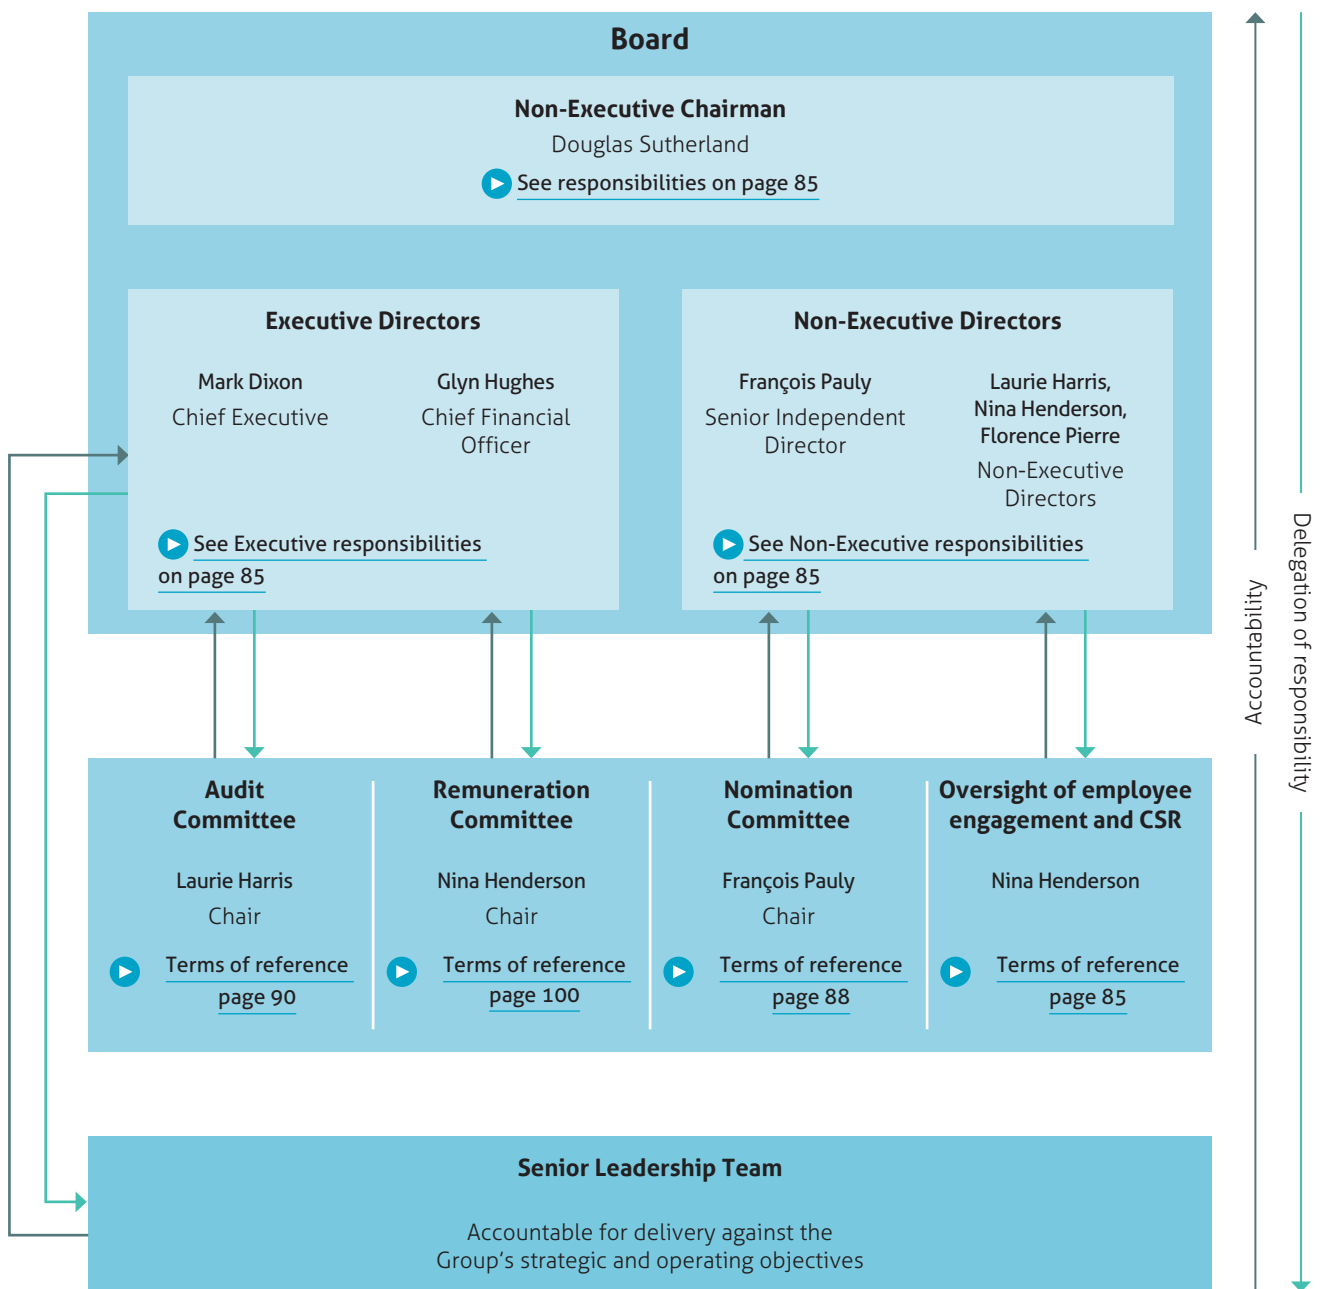 Board
Non-Executive Chairman
Douglas Sutherland
See responsibilities on page 85
Executive Directors
Mark Dixon
Chief Executive
Glyn Hughes
Chief Financial
Officer
See Executive responsibilities
on page 85
Non-Executive Directors
François Pauly
Senior Independent
Director
Laurie Harris,
Nina Henderson,
Florence Pierre
Non-Executive
Directors
See Non-Executive responsibilities
on page 85
Audit
Committee
Laurie Harris
Chair
Terms of reference
page 90
Remuneration
Committee
Nina Henderson
Chair
Terms of reference
page 100
Nomination
Committee
François Pauly
Chair
Terms of reference
page 88
Oversight of employee
engagement and CSR
Nina Henderson
Terms of reference
page 85
Senior Leadership Team
Accountable for delivery against the
Group's strategic and operating objectives
Accountability
Delegation of responsibility